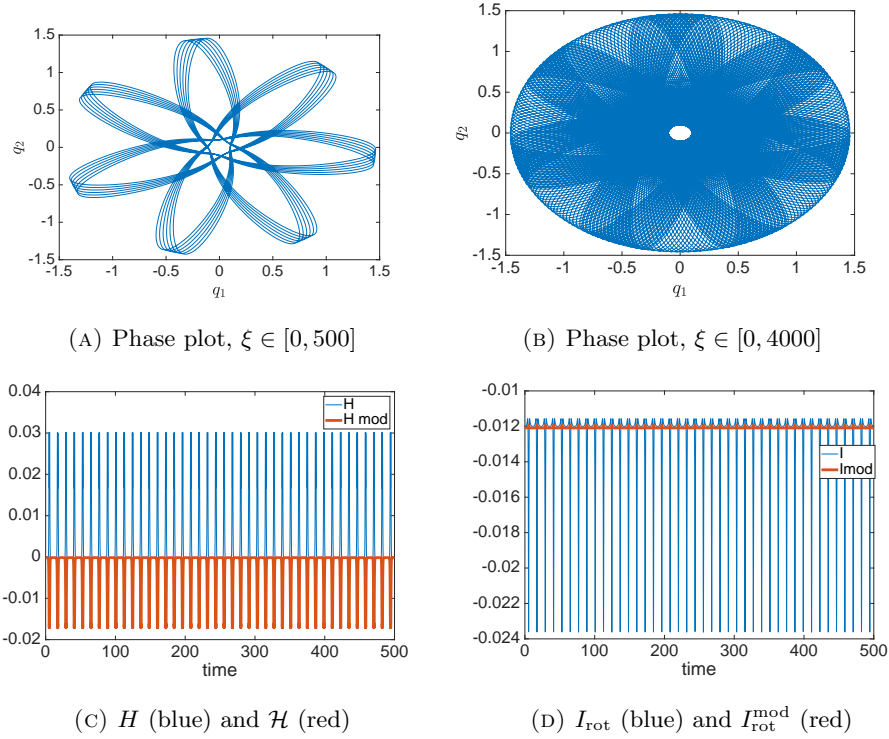 1.5
1
0.5
0
-0.5
-1
-1.5
q2
-1.5 -1 -0.5 0 0.5 1 1.5
q1
1.5
1
0.5
0
-0.5
-1
-1.5
q2
-1.5 -1 -0.5 0 0.5 1 1.5
q1
(A) Phase plot, ξ ∈ [0, 500]
(B) Phase plot, ξ ∈ [0, 4000]
0.04
0.03
0.02
0.01
0
-0.01
-0.02
H
H mod
0 100 200 300 400 500
time
-0.01
-0.012
-0.014
-0.016
-0.018
-0.02
-0.022
-0.024
I
Imod
0 100 200 300 400 500
time
(C) H (blue) and ℋ (red)
(D) I_rot (blue) and I_rot^mod (red)